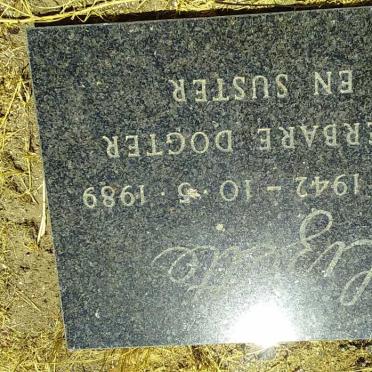 1942 – 10·5·1989
ERBARE DOGTER
EN SUSTER